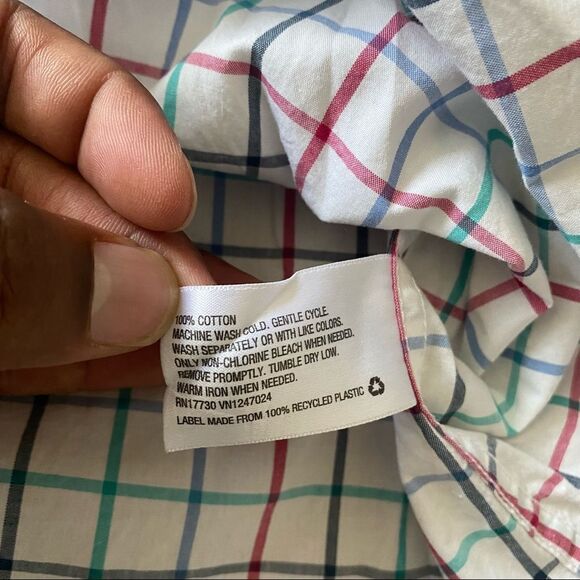 100% COTTON
MACHINE WASH COLD. GENTLE CYCLE
WASH SEPARATELY OR WITH LIKE COLORS.
ONLY NON-CHLORINE BLEACH WHEN NEEDED.
REMOVE PROMPTLY. TUMBLE DRY LOW.
WARM IRON WHEN NEEDED.
RN17730 VN1247024
LABEL MADE FROM 100% RECYCLED PLASTIC